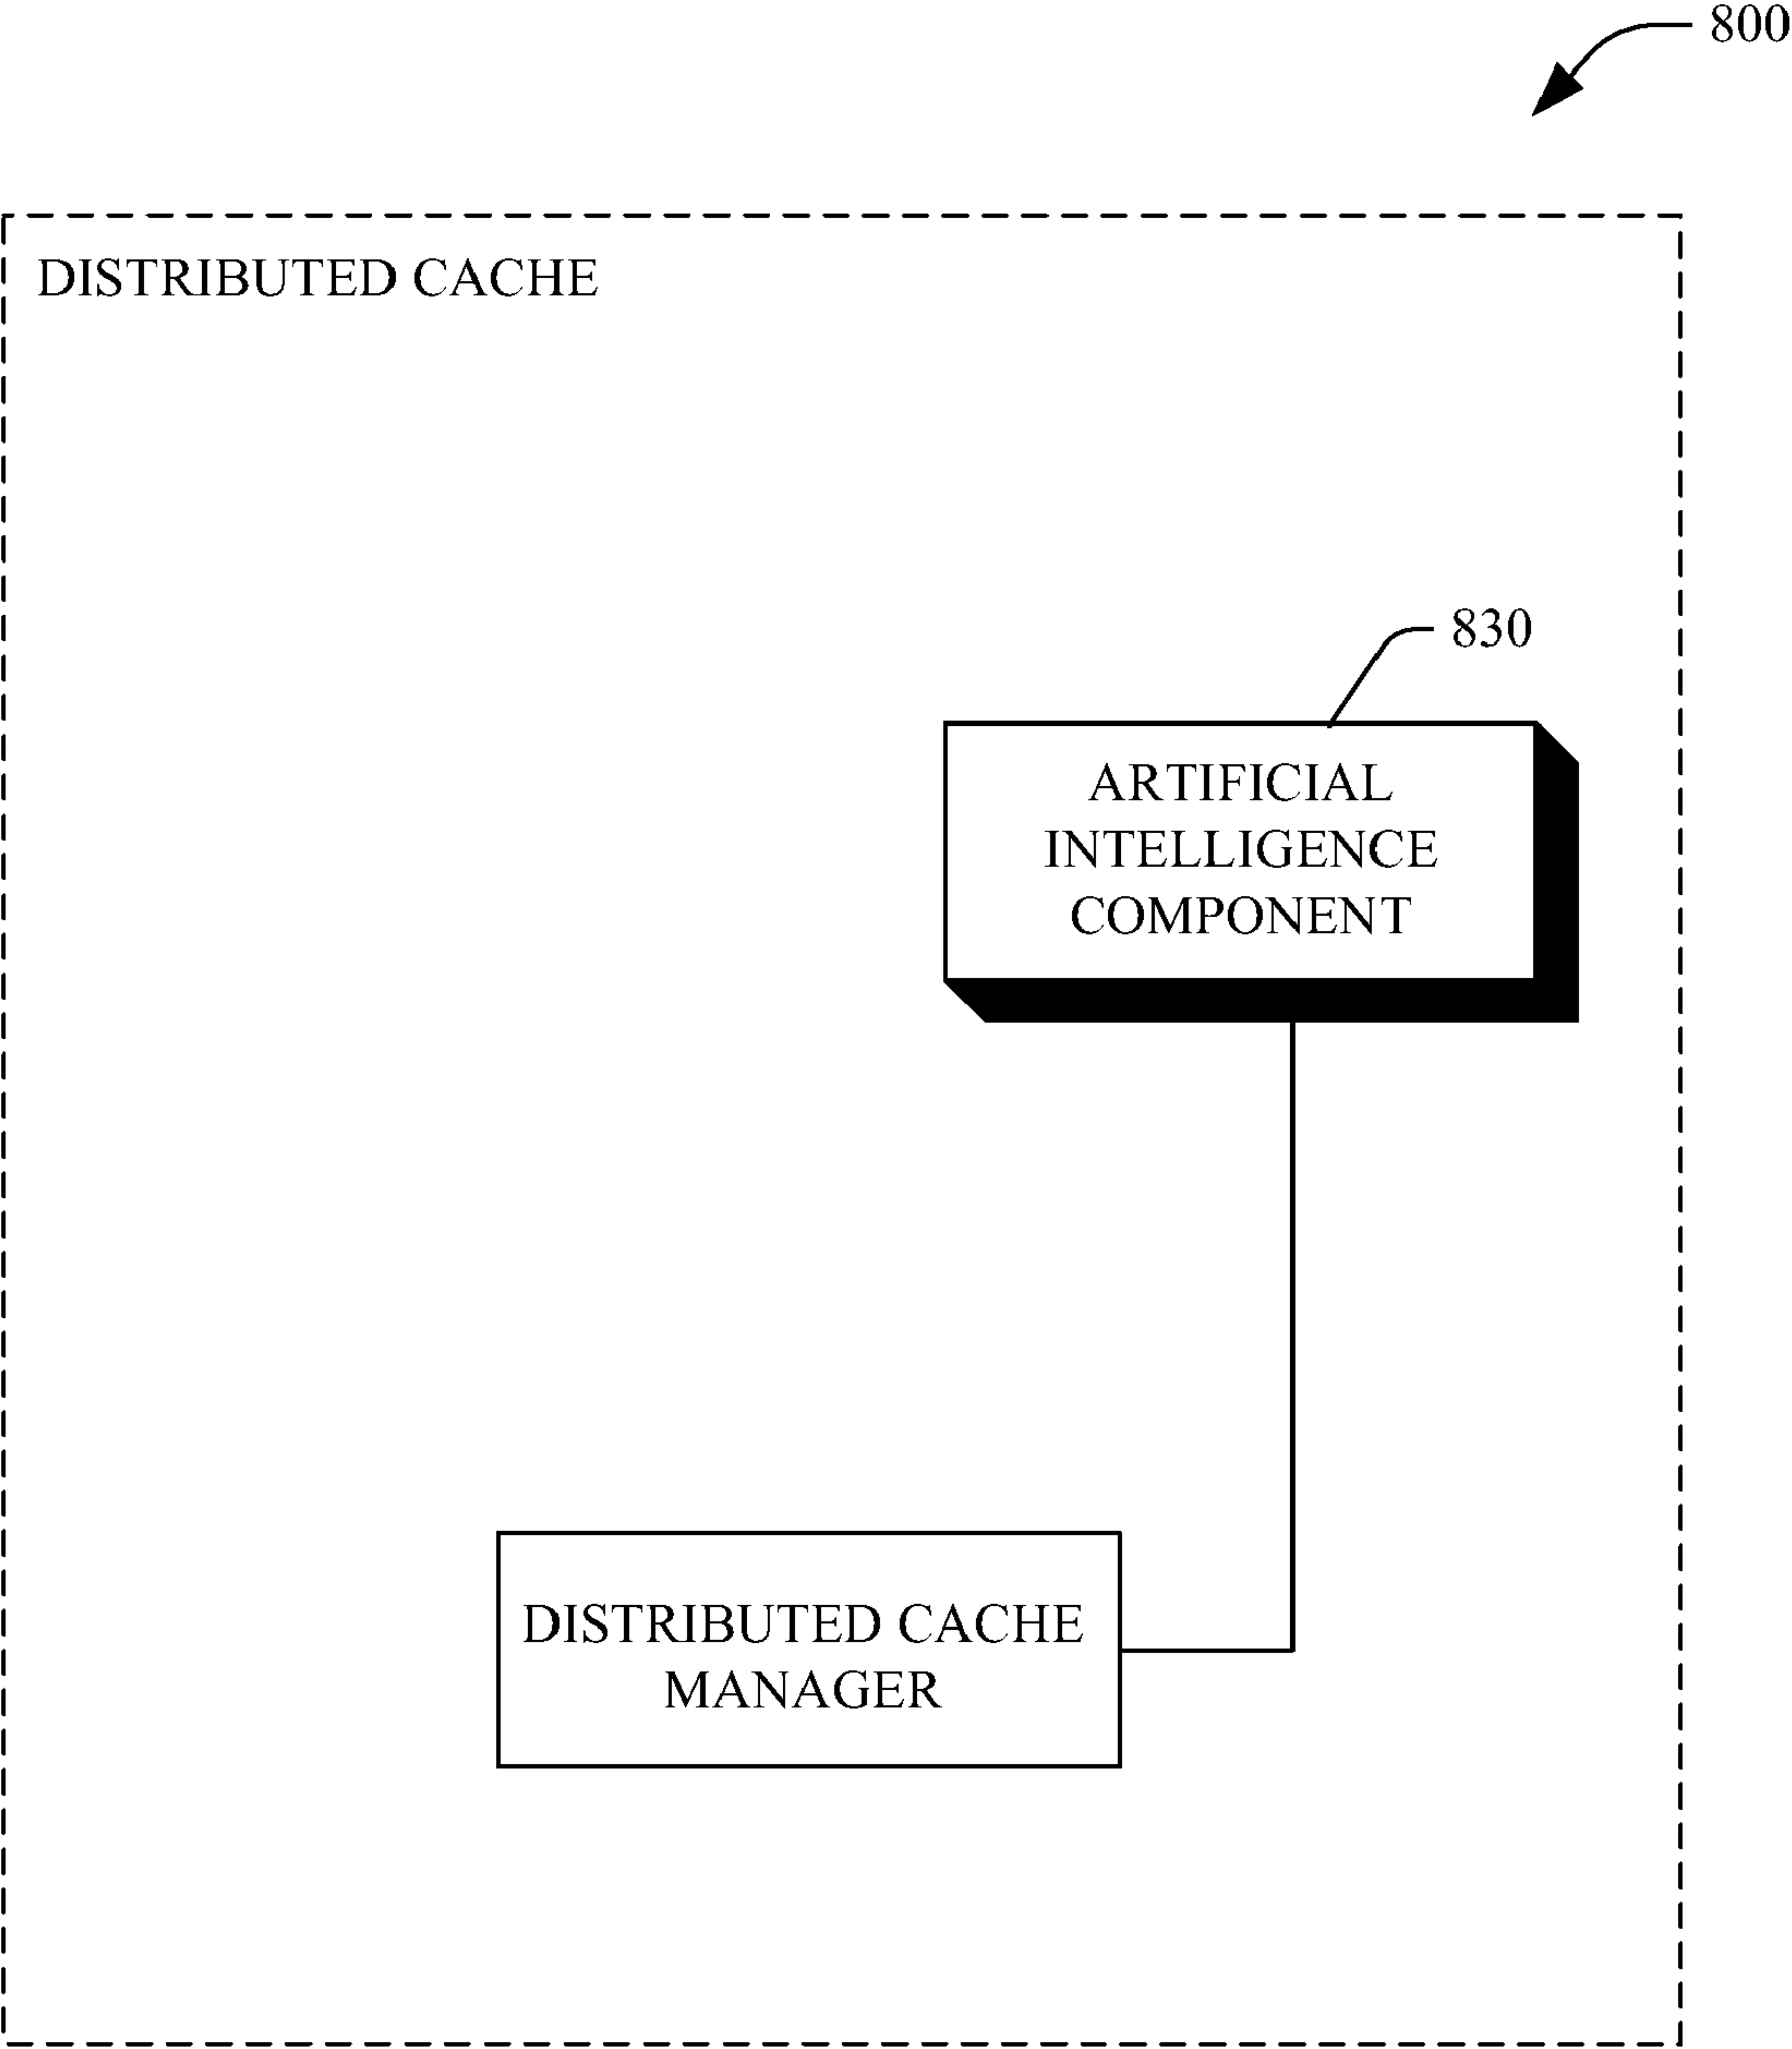 800
DISTRIBUTED CACHE
830
ARTIFICIAL
INTELLIGENCE
COMPONENT
DISTRIBUTED CACHE
MANAGER